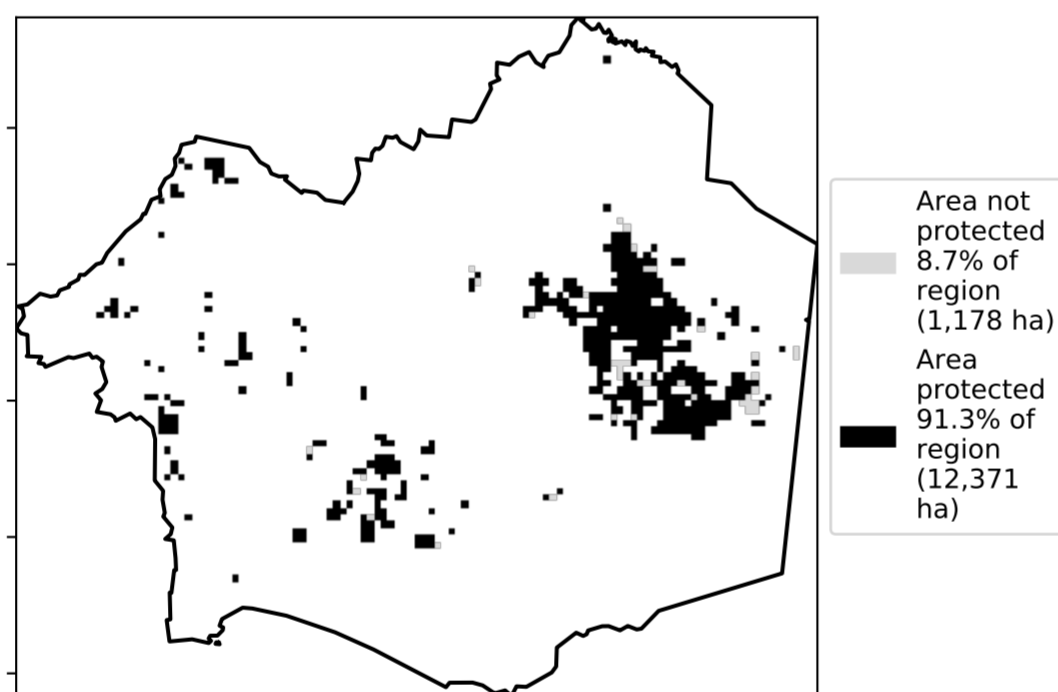 Area not
protected
8.7% of
region
(1,178 ha)
Area
protected
91.3% of
region
(12,371
ha)